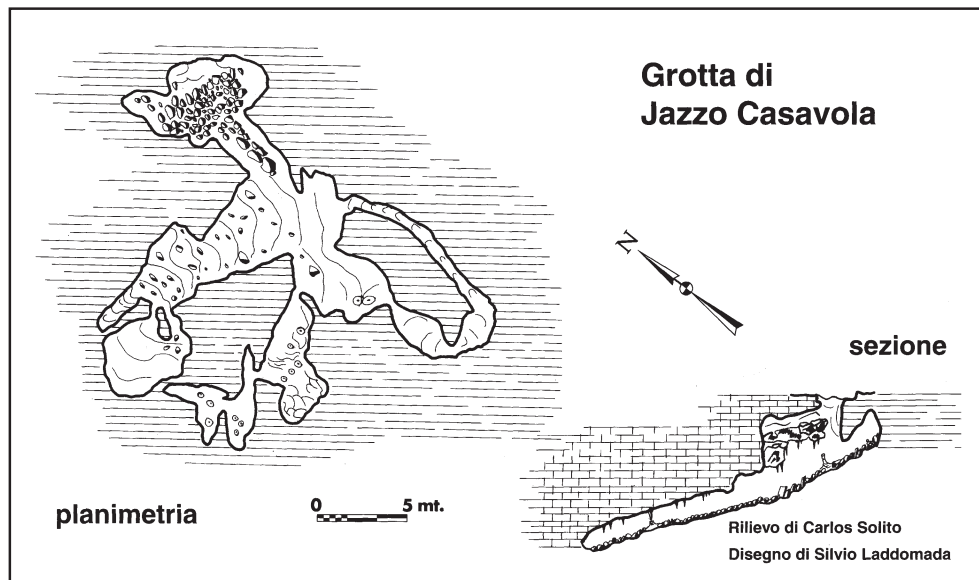 Grotta di
Jazzo Casavola
N
sezione
planimetria
0 5 mt.
Rilievo di Carlos Solito
Disegno di Silvio Laddomada